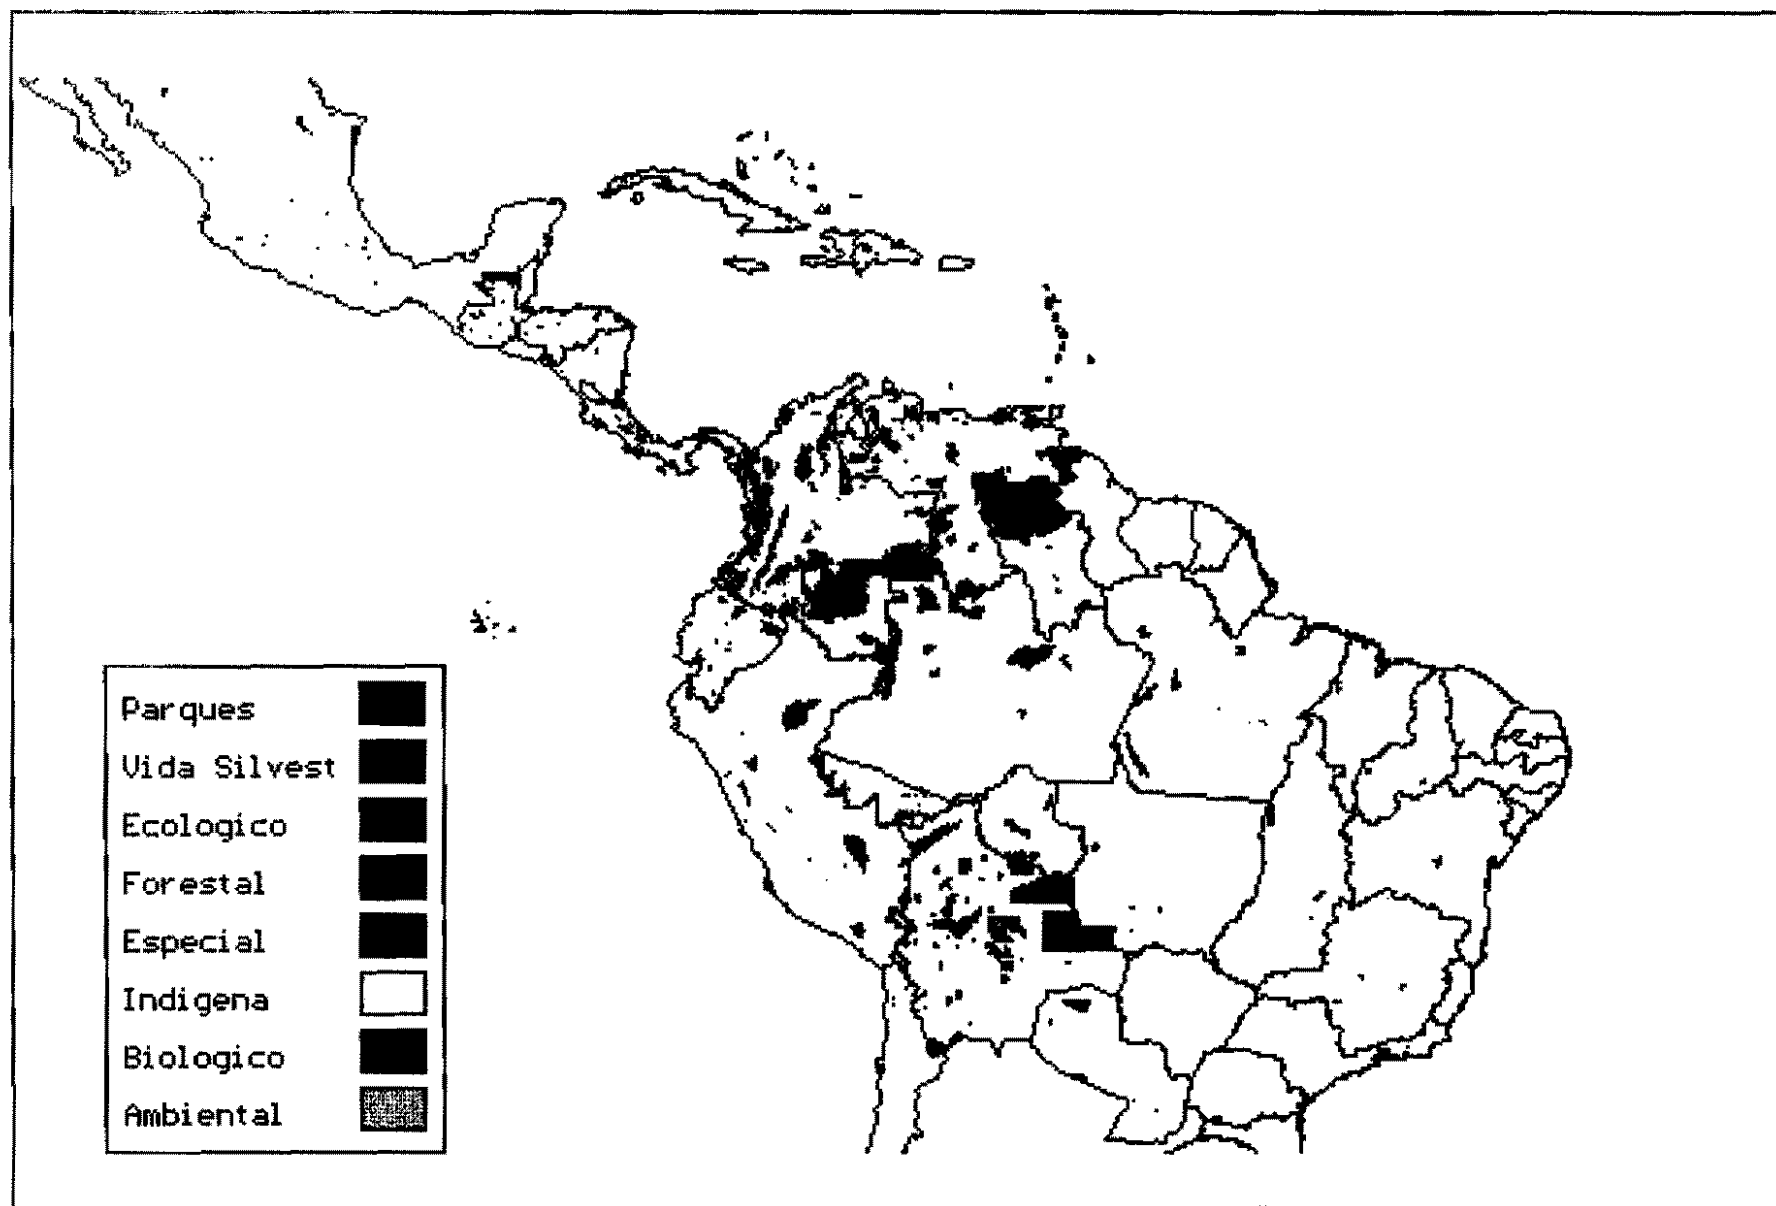 Parques
Vida Silvest
Ecologico
Forestal
Especial
Indigena
Biologico
Ambiental